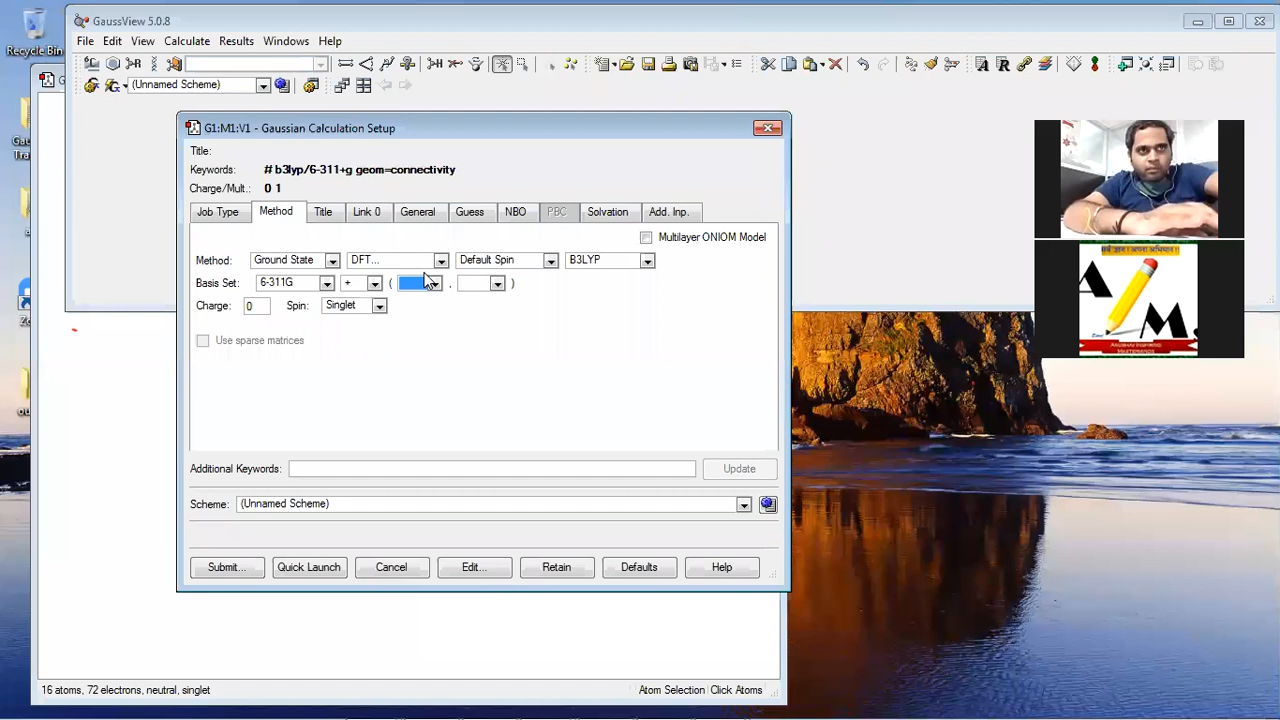 GaussView 5.0.8
Recycle Bin
File Edit View Calculate Results Windows Help
(Unnamed Scheme)
G1:M1:V1 - Gaussian Calculation Setup
Title:
Keywords: # b3lyp/6-311+g geom=connectivity
Charge/Mult.: 0 1
Job Type Method Title Link 0 General Guess NBO PBC Solvation Add. Inp.
Multilayer ONIOM Model
Method: Ground State DFT... Default Spin B3LYP
Basis Set: 6-311G + ( , )
Charge: 0 Spin: Singlet
Use sparse matrices
Additional Keywords: Update
Scheme: (Unnamed Scheme)
Submit... Quick Launch Cancel Edit... Retain Defaults Help
16 atoms, 72 electrons, neutral, singlet
Atom Selection Click Atoms
A M.